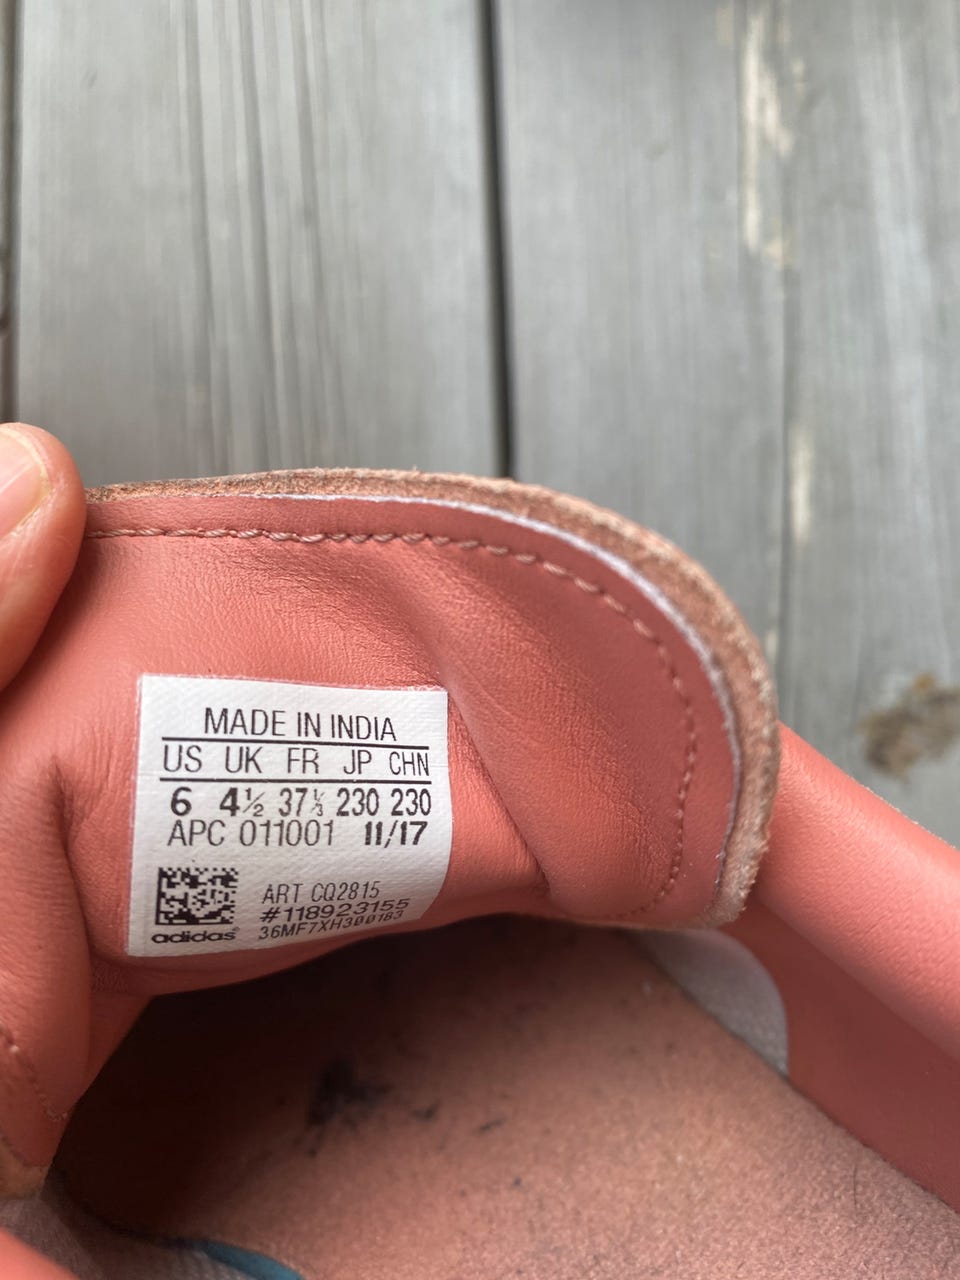 MADE IN INDIA
US UK FR JP CHN
6 4½ 37⅓ 230 230
APC 011001 11/17
ART CQ2815
#118923155
36MF7XH300183
adidas®